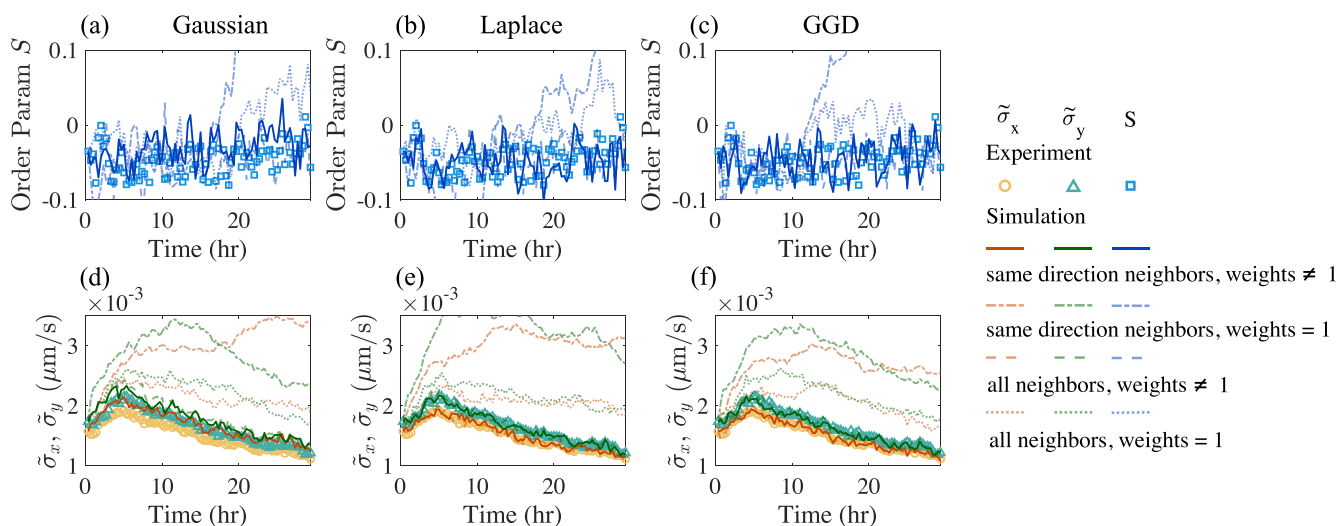 (a) Gaussian
(b) Laplace
(c) GGD
Order Param S
0.1
0
-0.1
0 10 20
Time (hr)
Order Param S
0.1
0
-0.1
0 10 20
Time (hr)
Order Param S
0.1
0
-0.1
0 10 20
Time (hr)
(d)
×10⁻³
σ̃ₓ, σ̃ᵧ (μm/s)
3
2
1
0 10 20
Time (hr)
(e)
×10⁻³
σ̃ₓ, σ̃ᵧ (μm/s)
3
2
1
0 10 20
Time (hr)
(f)
×10⁻³
σ̃ₓ, σ̃ᵧ (μm/s)
3
2
1
0 10 20
Time (hr)
σ̃ₓ σ̃ᵧ S
Experiment
Simulation
same direction neighbors, weights ≠ 1
same direction neighbors, weights = 1
all neighbors, weights ≠ 1
all neighbors, weights = 1